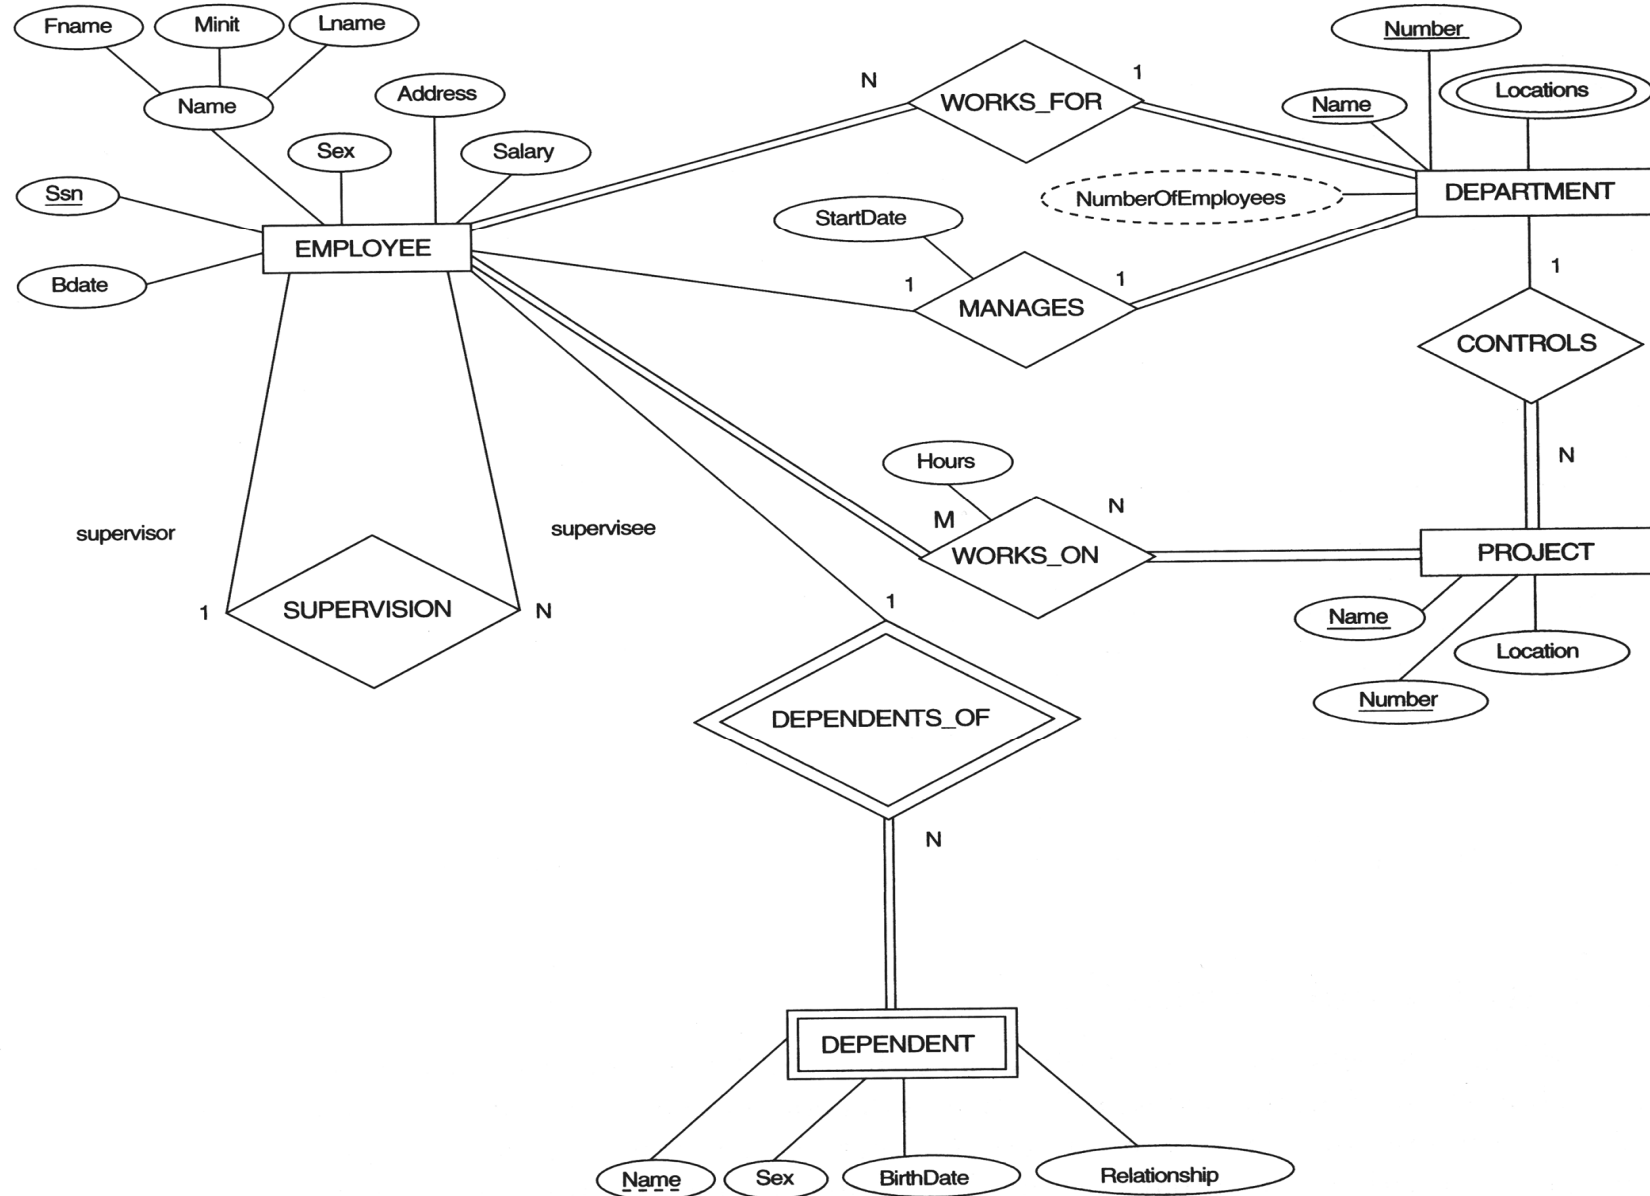 Fname
Minit
Lname
Number
Name
Address
Locations
N
1
WORKS_FOR
Name
Sex
Salary
Ssn
NumberOfEmployees
DEPARTMENT
StartDate
EMPLOYEE
Bdate
1
1
MANAGES
1
CONTROLS
Hours
N
M
N
supervisor
supervisee
WORKS_ON
PROJECT
1
SUPERVISION
N
1
Name
Location
Number
DEPENDENTS_OF
N
DEPENDENT
Name
Sex
BirthDate
Relationship